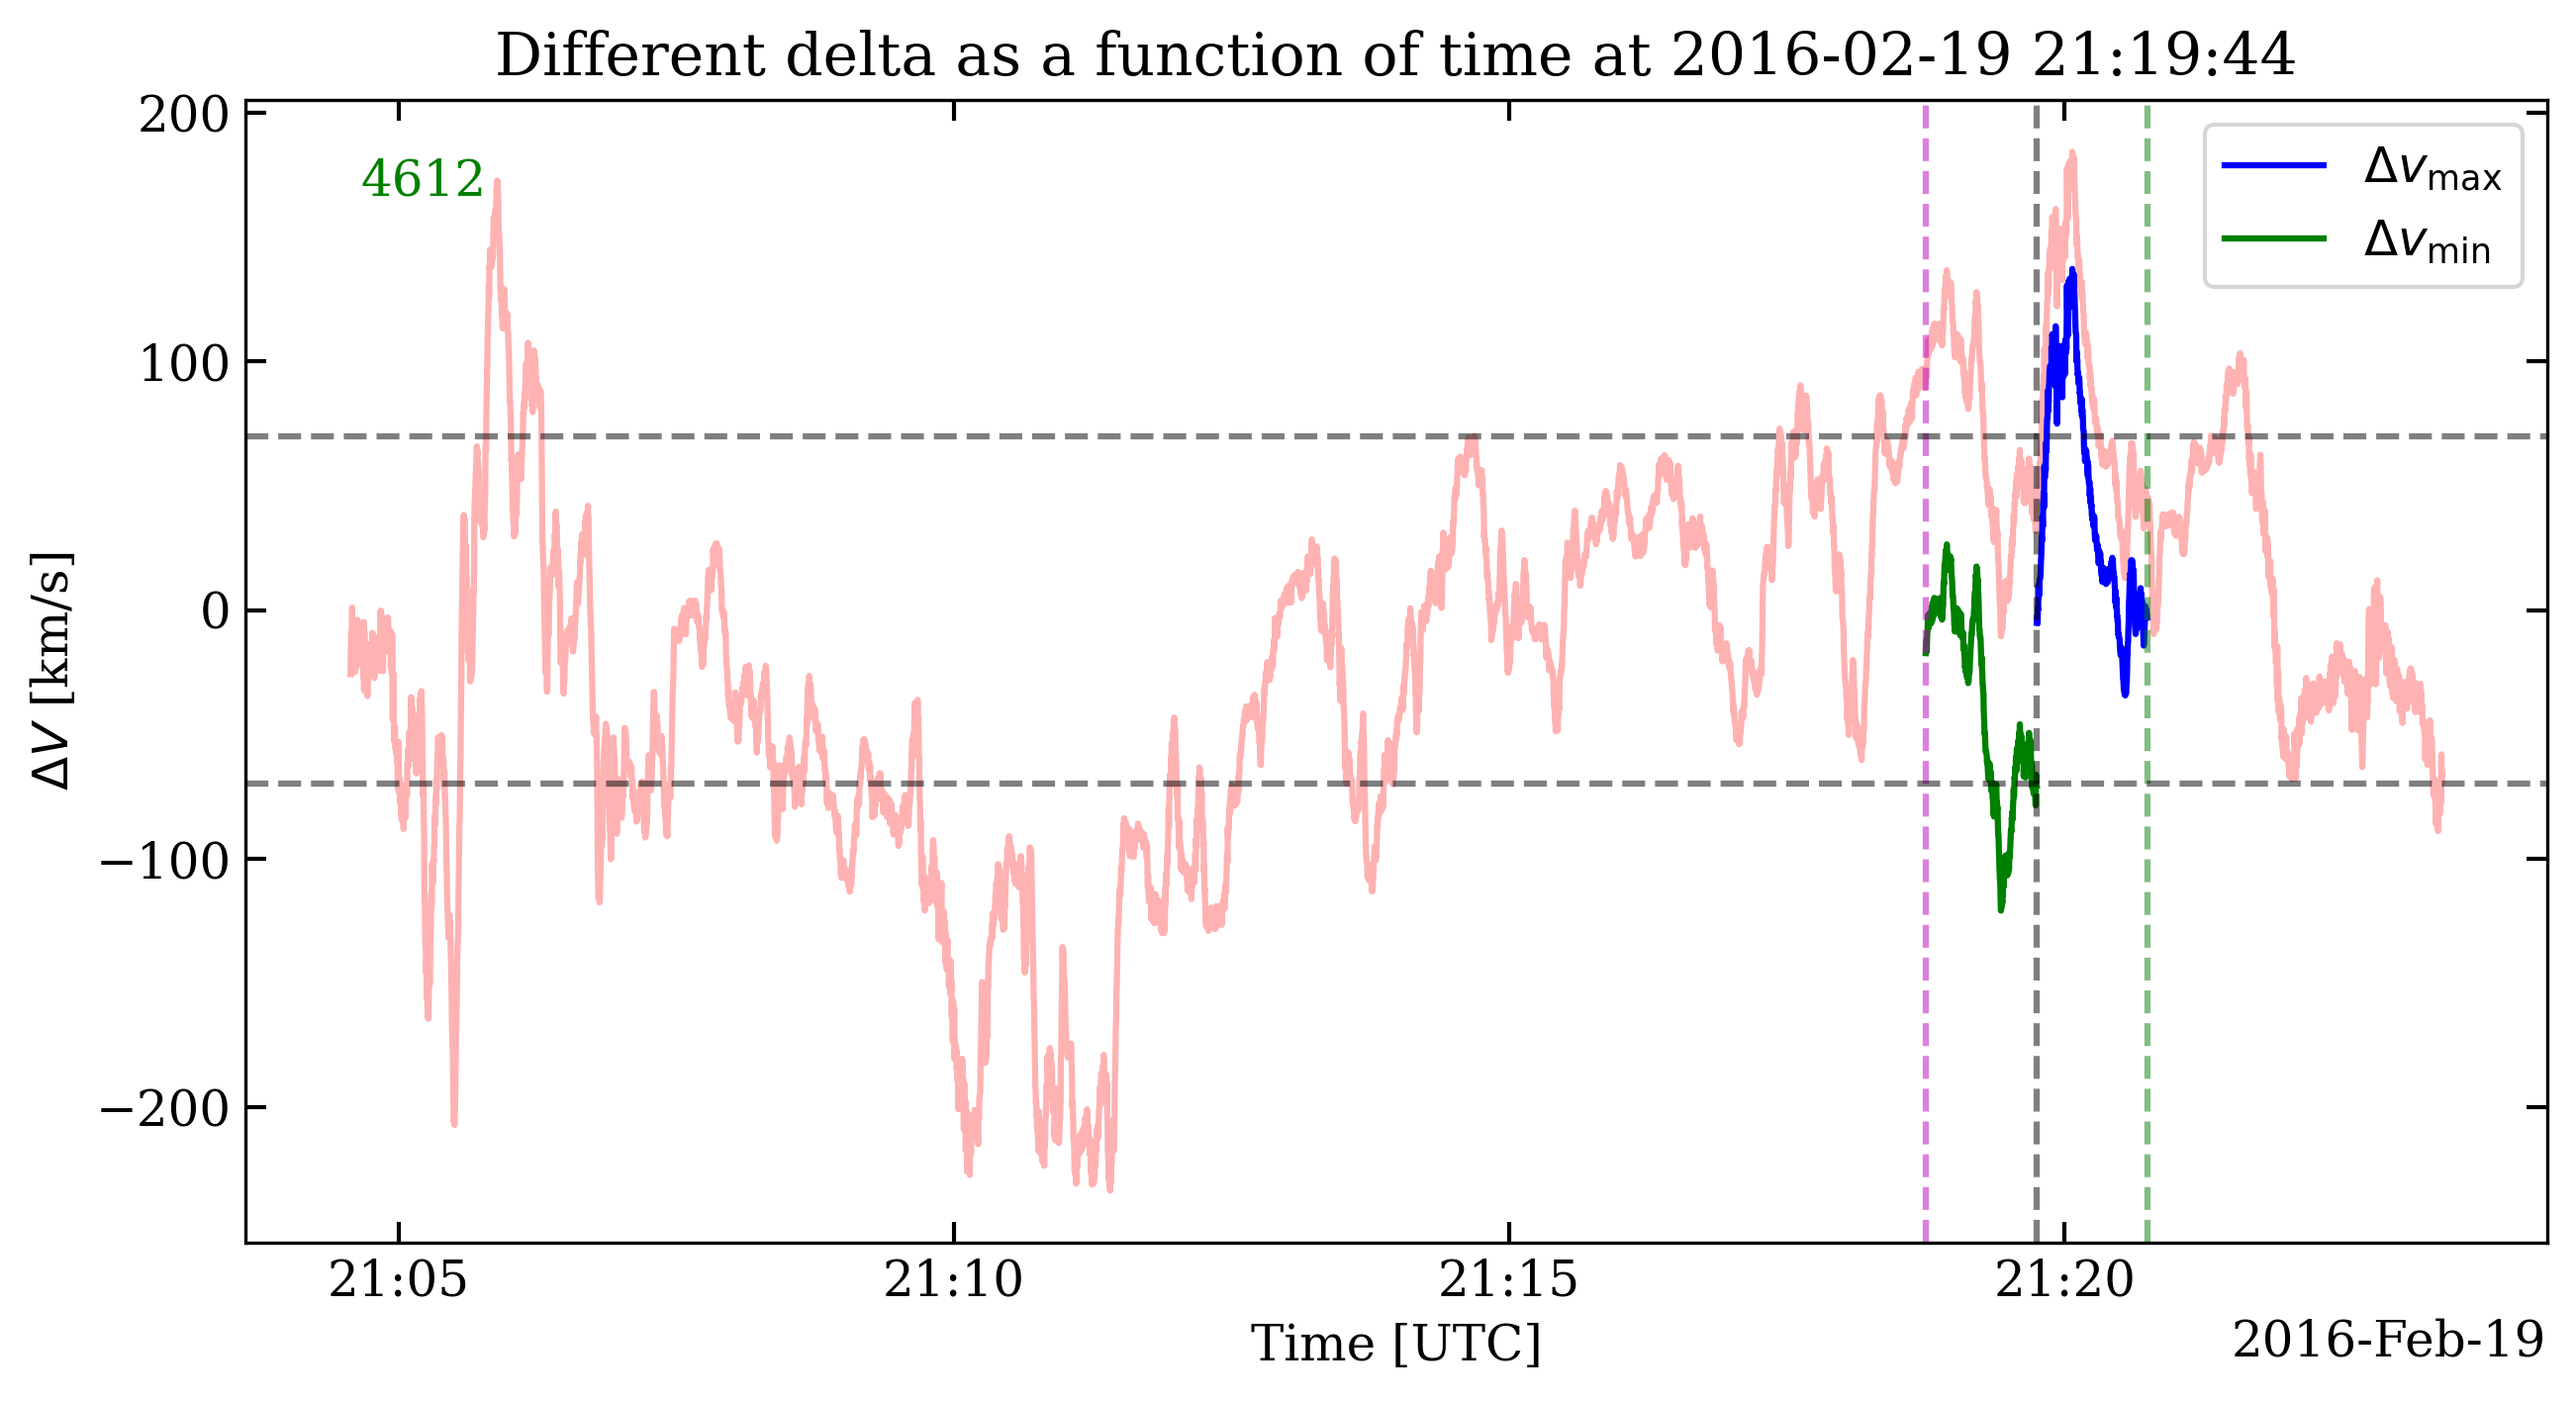 Different delta as a function of time at 2016-02-19 21:19:44
200
100
0
−100
−200
ΔV [km/s]
4612
Δv_max
Δv_min
21:05
21:10
21:15
21:20
Time [UTC]
2016-Feb-19